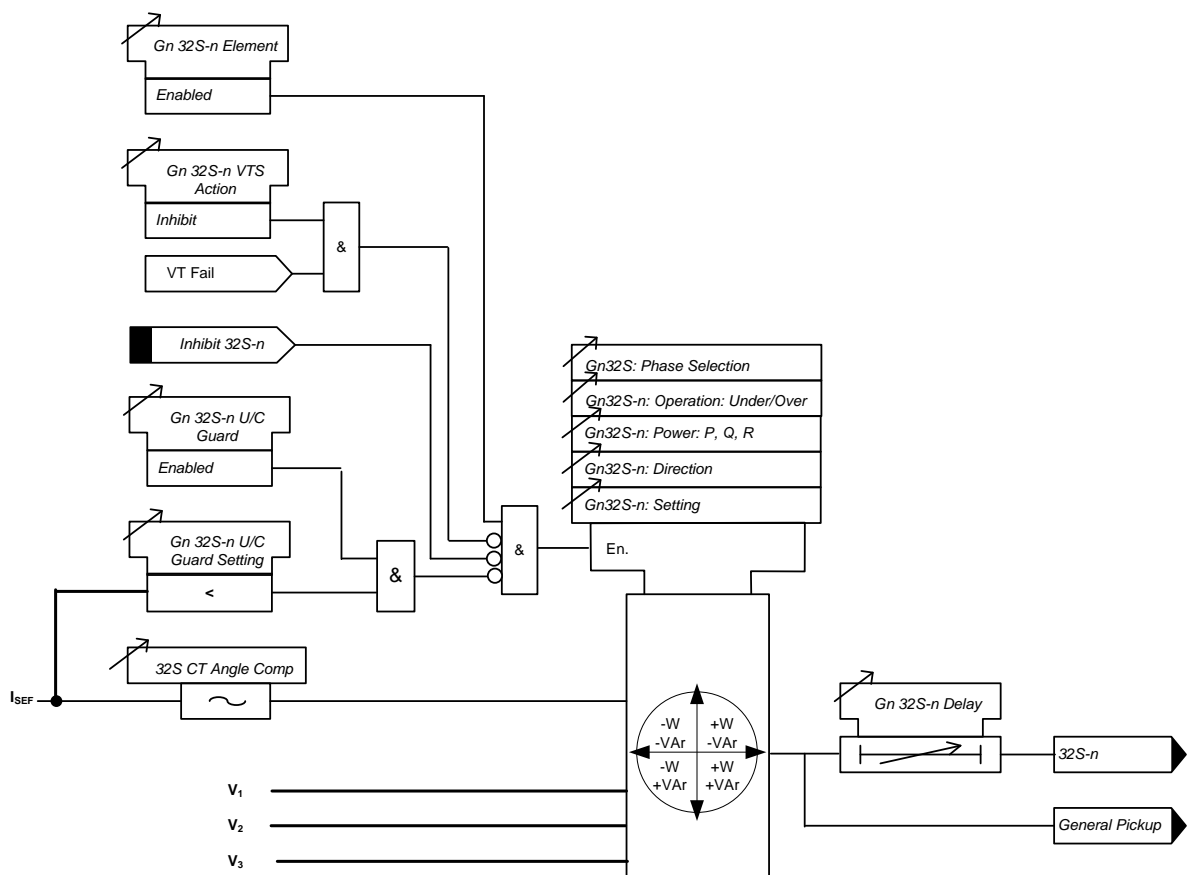 Gn 32S-n Element
Enabled
Gn 32S-n VTS
Action
Inhibit
&
VT Fail
Inhibit 32S-n
Gn 32S-n U/C
Guard
Enabled
Gn 32S-n U/C
Guard Setting
<
&
&
Gn32S: Phase Selection
Gn32S-n: Operation: Under/Over
Gn32S-n: Power: P, Q, R
Gn32S-n: Direction
Gn32S-n: Setting
En.
32S CT Angle Comp
ISEF
-W
-VAr
+W
-VAr
-W
+VAr
+W
+VAr
Gn 32S-n Delay
32S-n
General Pickup
V1
V2
V3